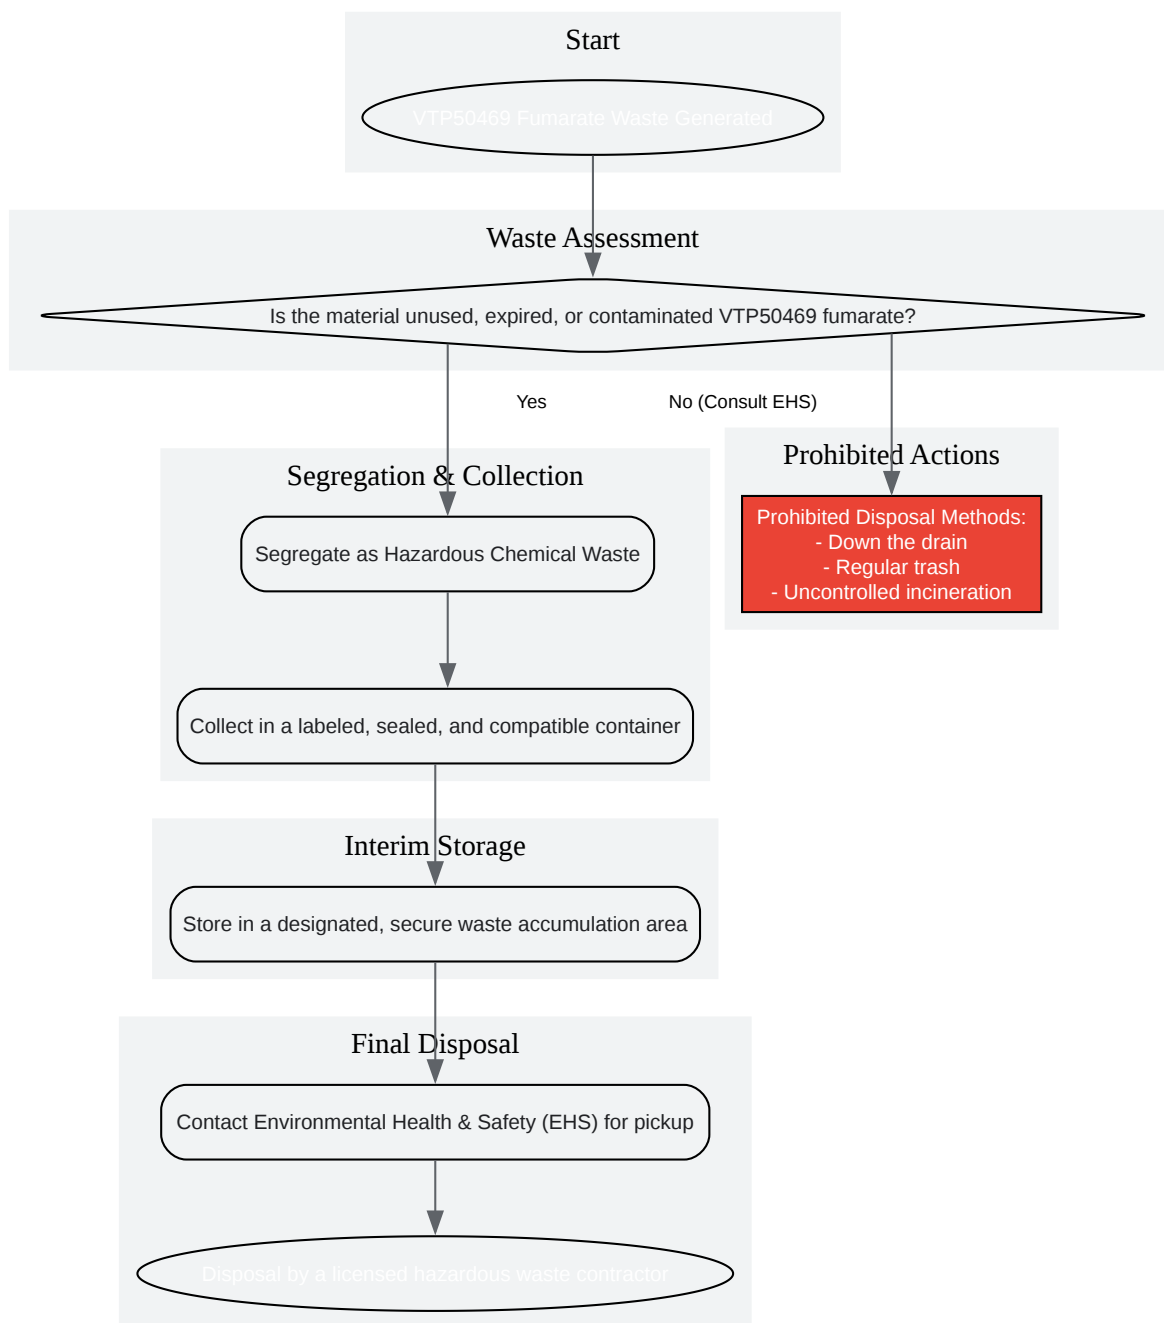 Start
VTP50469 Fumarate Waste Generated
Waste Assessment
Is the material unused, expired, or contaminated VTP50469 fumarate?
Yes
No (Consult EHS)
Segregation & Collection
Segregate as Hazardous Chemical Waste
Collect in a labeled, sealed, and compatible container
Prohibited Actions
Prohibited Disposal Methods:
- Down the drain
- Regular trash
- Uncontrolled incineration
Interim Storage
Store in a designated, secure waste accumulation area
Final Disposal
Contact Environmental Health & Safety (EHS) for pickup
Disposal by a licensed hazardous waste contractor